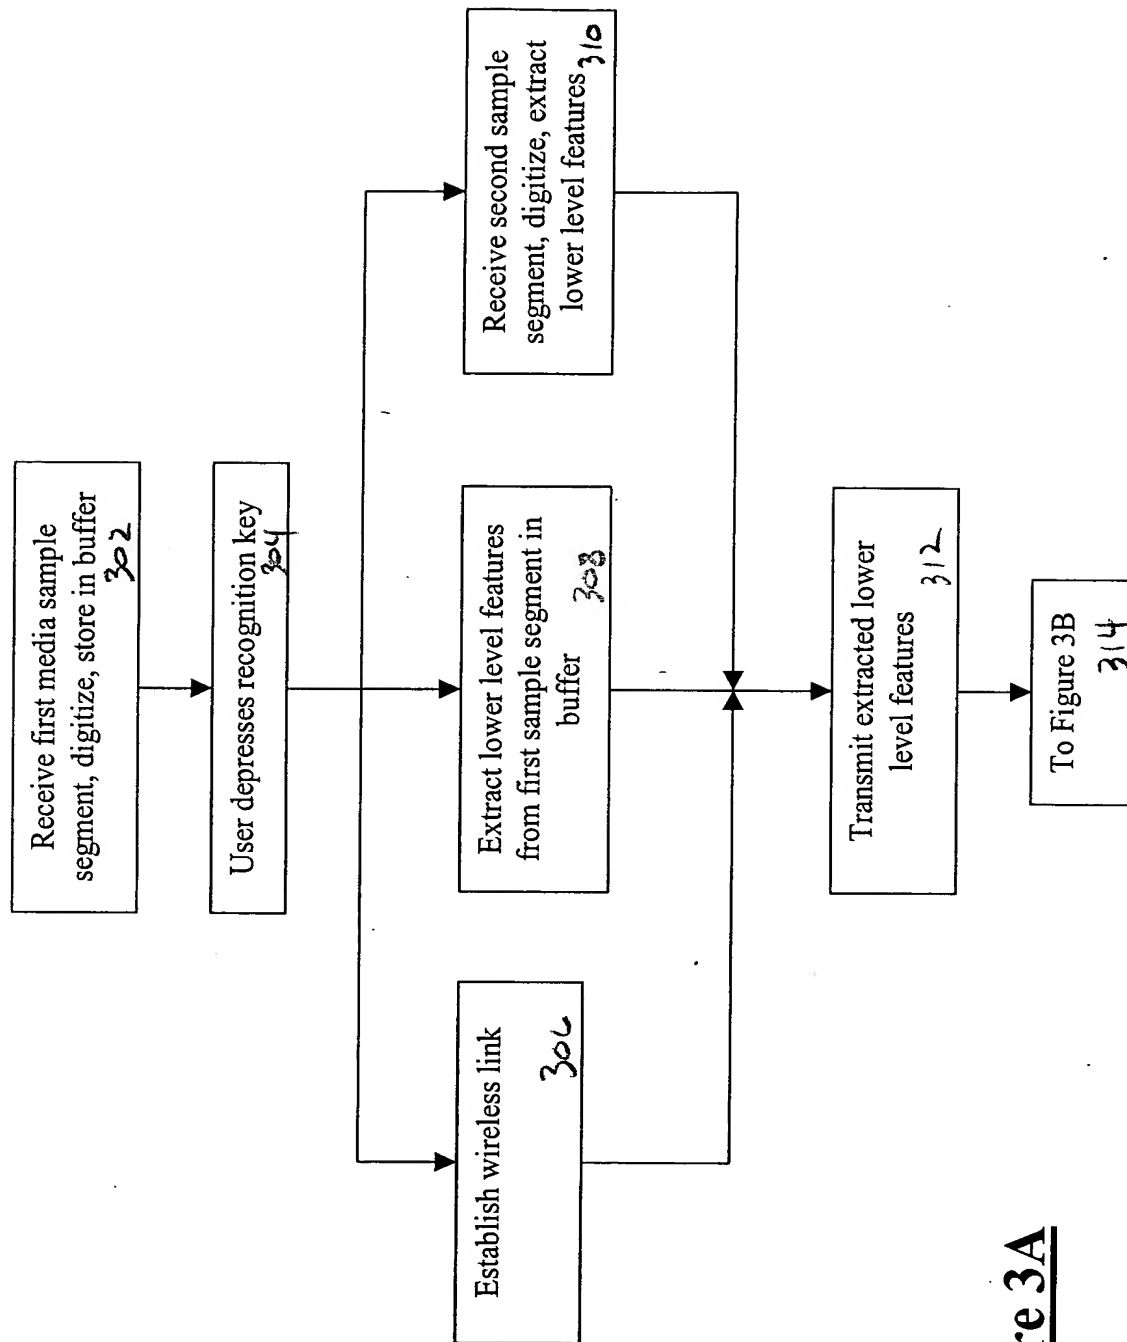 Receive first media sample
segment, digitize, store in buffer
302
User depresses recognition key
304
Establish wireless link
306
Extract lower level features
from first sample segment in
buffer
308
Receive second sample
segment, digitize, extract
lower level features
310
Transmit extracted lower
level features
312
To Figure 3B
314
re 3A